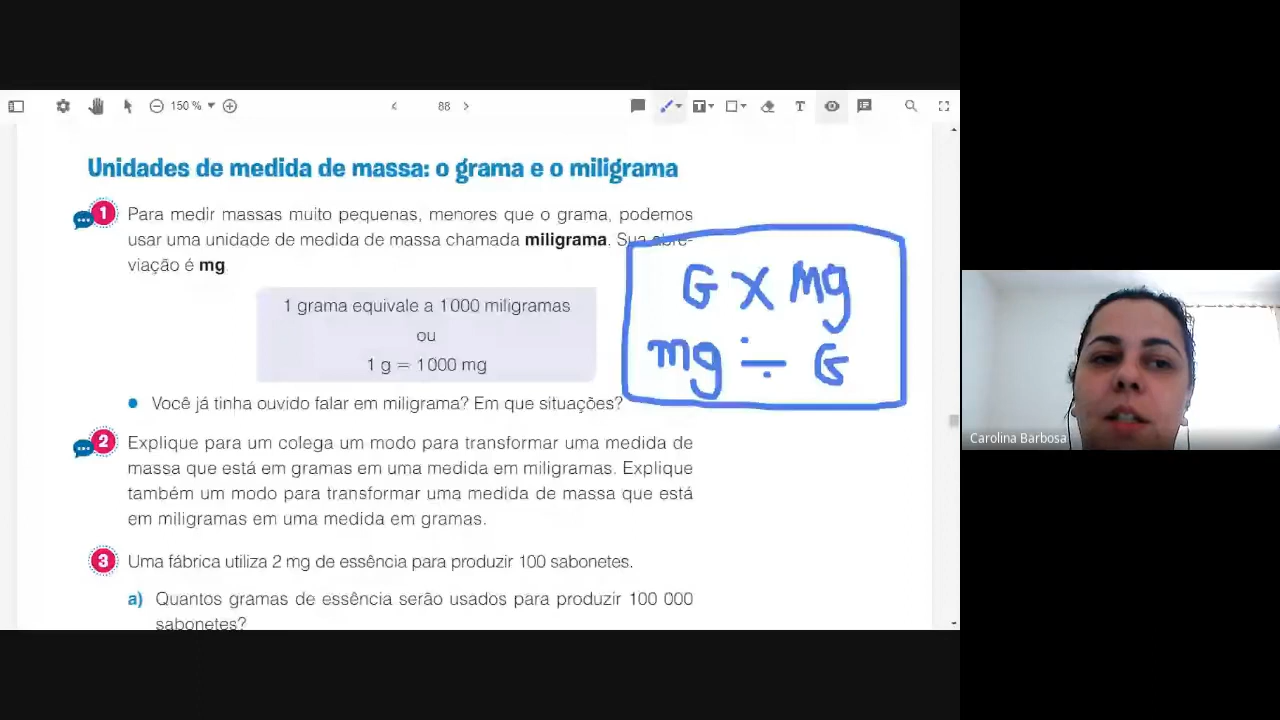 150 %
88
T
T
Unidades de medida de massa: o grama e o miligrama
1 Para medir massas muito pequenas, menores que o grama, podemos
usar uma unidade de medida de massa chamada miligrama. Sua abre-
viação é mg
1 grama equivale a 1 000 miligramas
ou
1 g = 1 000 mg
G X Mg
mg ÷ G
• Você já tinha ouvido falar em miligrama? Em que situações?
2 Explique para um colega um modo para transformar uma medida de
massa que está em gramas em uma medida em miligramas. Explique
também um modo para transformar uma medida de massa que está
em miligramas em uma medida em gramas.
3 Uma fábrica utiliza 2 mg de essência para produzir 100 sabonetes.
a) Quantos gramas de essência serão usados para produzir 100 000
sabonetes?
Carolina Barbosa